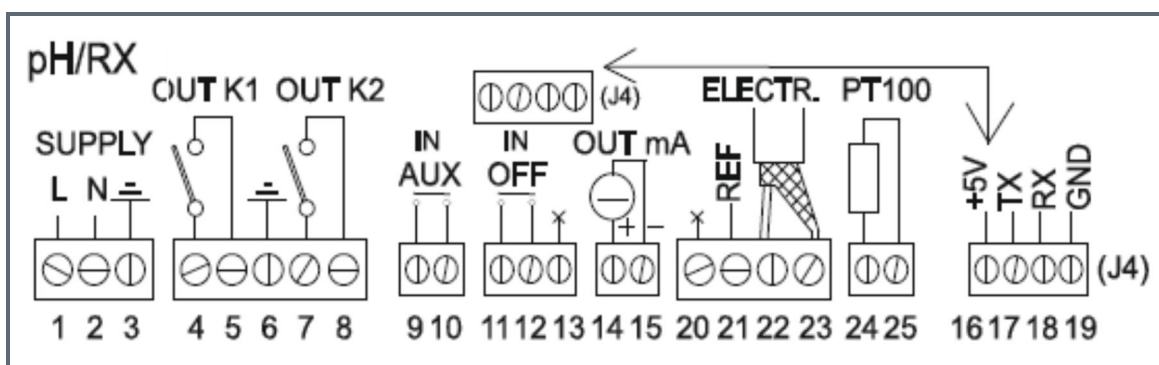 pH/RX
OUT K1 OUT K2
(J4)
ELECTR. PT100
SUPPLY
IN AUX
IN OFF
OUT mA
L N
REF
+5V TX RX GND
+ -
(J4)
1 2 3 4 5 6 7 8 9 10 11 12 13 14 15 20 21 22 23 24 25 16 17 18 19